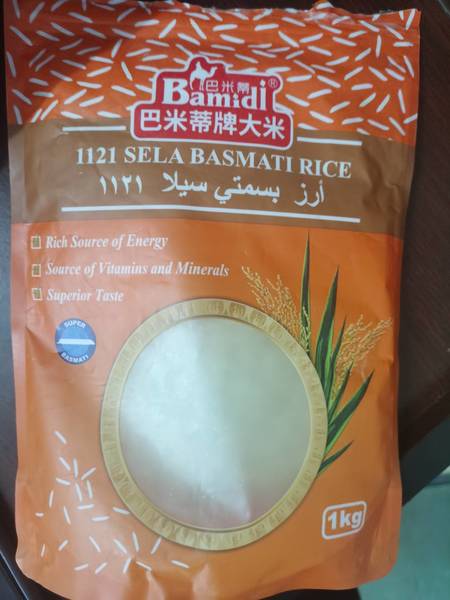 巴米蒂
Bamidi®
巴米蒂牌大米
1121 SELA BASMATI RICE
أرز بسمتي سيلا ١١٢١
Rich Source of Energy
Source of Vitamins and Minerals
Superior Taste
SUPER
BASMATI
1kg